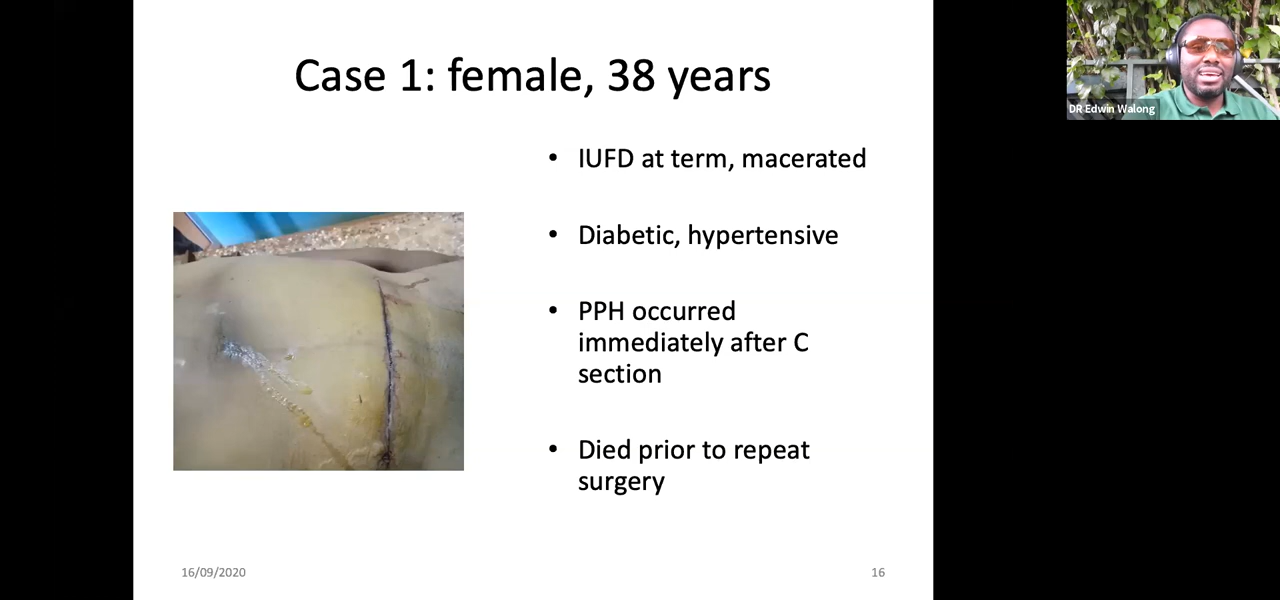 Case 1: female, 38 years
DR Edwin Walong
• IUFD at term, macerated
• Diabetic, hypertensive
• PPH occurred
immediately after C
section
• Died prior to repeat
surgery
16/09/2020
16